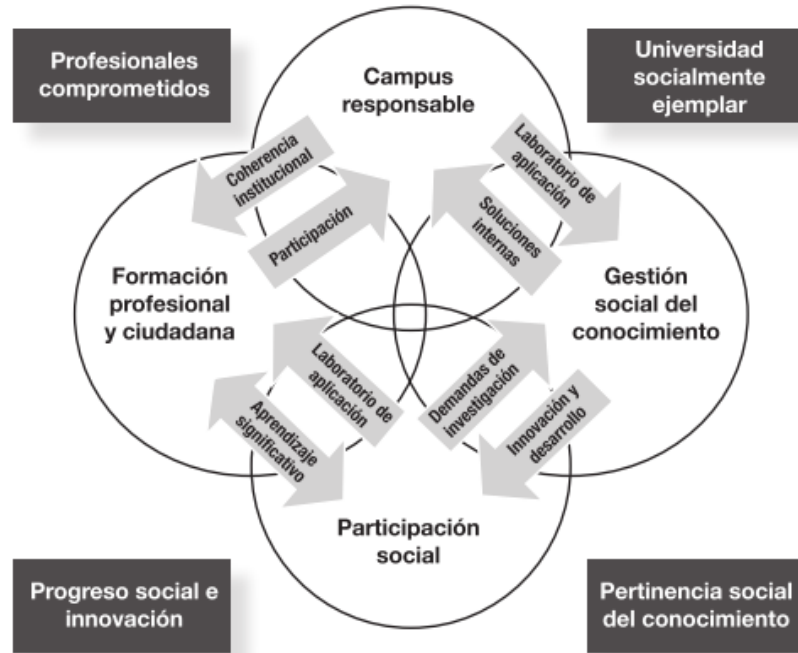 Profesionales
comprometidos
Campus
responsable
Universidad
socialmente
ejemplar
Coherencia
institucional
Participación
Laboratorio de
aplicación
Soluciones
internas
Formación
profesional
y ciudadana
Gestión
social del
conocimiento
Laboratorio de
aplicación
Aprendizaje
significativo
Demandas de
investigación
Innovación y
desarrollo
Participación
social
Progreso social e
innovación
Pertinencia social
del conocimiento